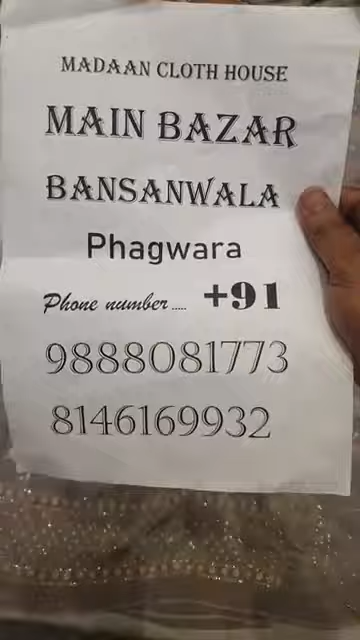 MADAAN CLOTH HOUSE
MAIN BAZAR
BANSANWALA
Phagwara
Phone number..... +91
9888081773
8146169932